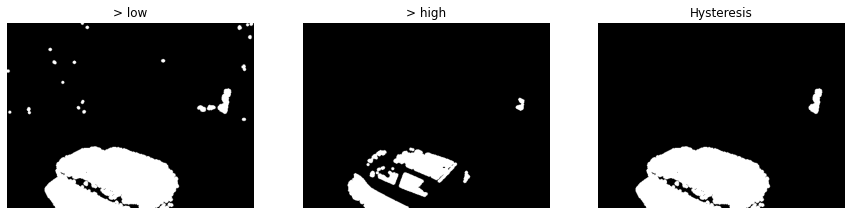 > low
> high
Hysteresis